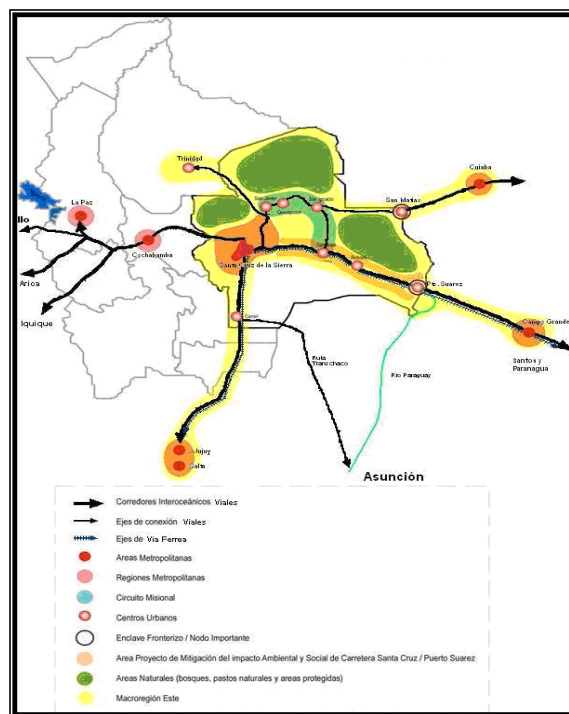 Trinidad
Cuiaba
La Paz
San Matias
Cochabamba
Santa Cruz de la Sierra
Arica
Pto. Suarez
Iquique
Campo Grande
Ruta
Transchaco
Rio Paraguay
Santos y
Paranagua
Jujuy
Salta
Asunción
Corredores Interoceánicos Viales
Ejes de conexión Viales
Ejes de Via Ferrea
Areas Metropolitanas
Regiones Metropolitanas
Circuito Misional
Centros Urbanos
Enclave Fronterizo / Nodo Importante
Area Proyecto de Mitigación del impacto Ambiental y Social de Carretera Santa Cruz / Puerto Suarez
Areas Naturales (bosques, pastos naturales y areas protegidas)
Macroregión Este